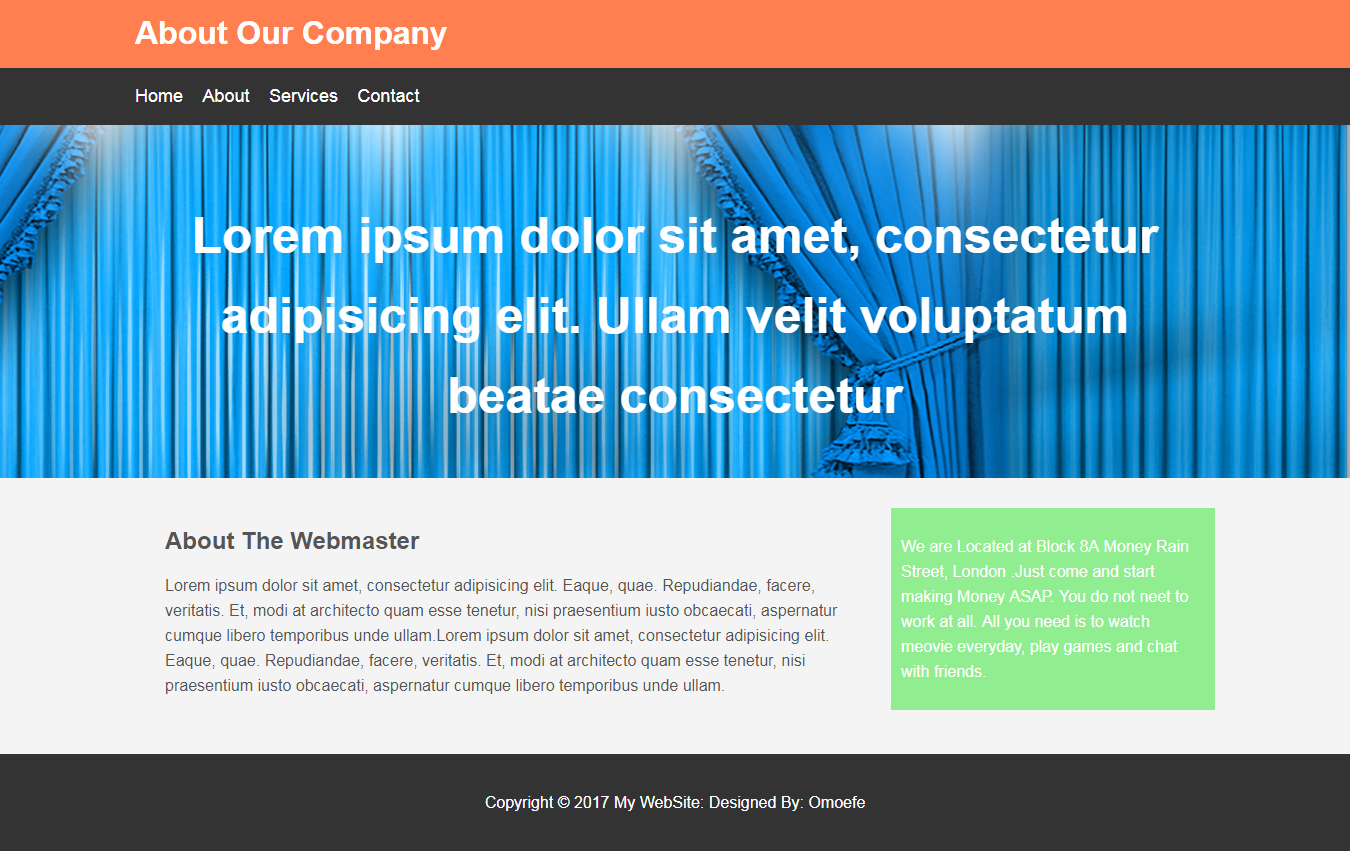 About Our Company
Home About Services Contact
Lorem ipsum dolor sit amet, consectetur
adipisicing elit. Ullam velit voluptatum
beatae consectetur
About The Webmaster
Lorem ipsum dolor sit amet, consectetur adipisicing elit. Eaque, quae. Repudiandae, facere,
veritatis. Et, modi at architecto quam esse tenetur, nisi praesentium iusto obcaecati, aspernatur
cumque libero temporibus unde ullam.Lorem ipsum dolor sit amet, consectetur adipisicing elit.
Eaque, quae. Repudiandae, facere, veritatis. Et, modi at architecto quam esse tenetur, nisi
praesentium iusto obcaecati, aspernatur cumque libero temporibus unde ullam.
We are Located at Block 8A Money Rain
Street, London .Just come and start
making Money ASAP. You do not neet to
work at all. All you need is to watch
meovie everyday, play games and chat
with friends.
Copyright © 2017 My WebSite: Designed By: Omoefe